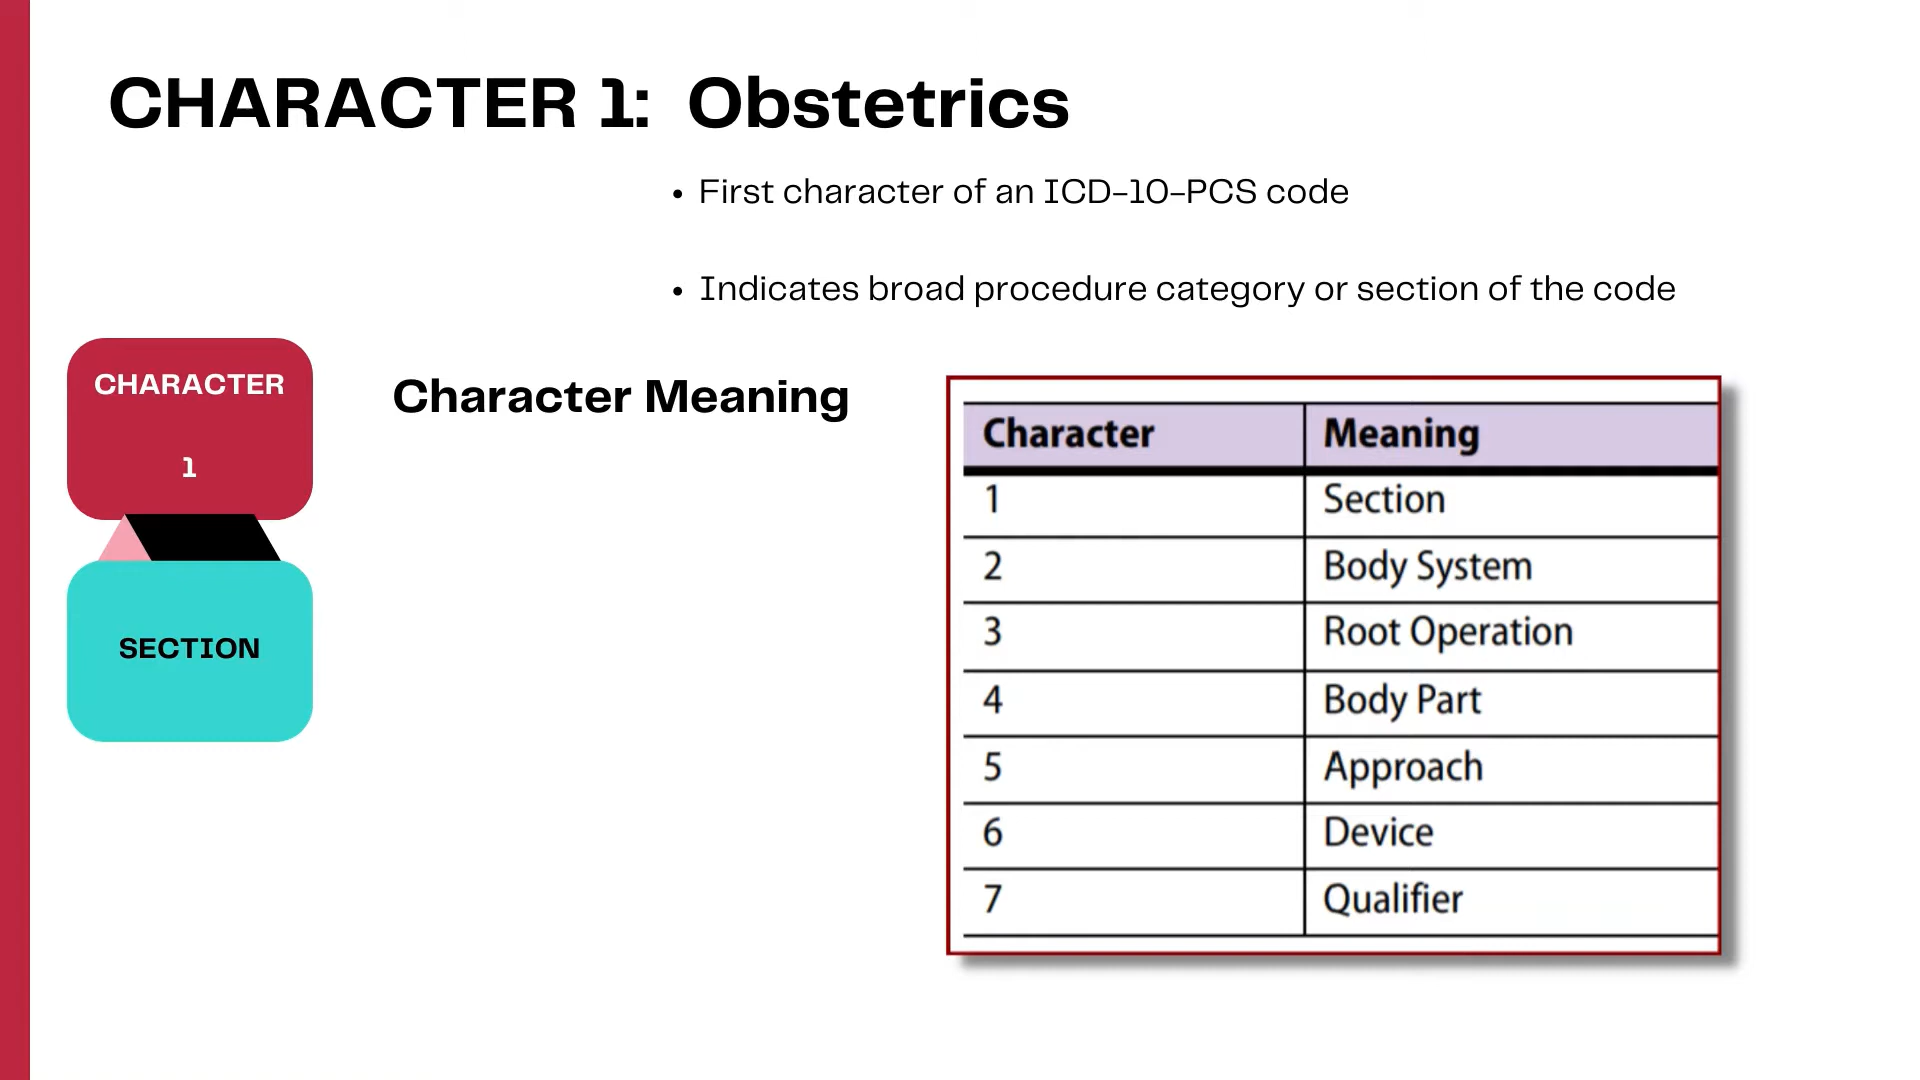 CHARACTER 1: Obstetrics
• First character of an ICD-10-PCS code
• Indicates broad procedure category or section of the code
CHARACTER
1
SECTION
Character Meaning
Character Meaning
1 Section
2 Body System
3 Root Operation
4 Body Part
5 Approach
6 Device
7 Qualifier